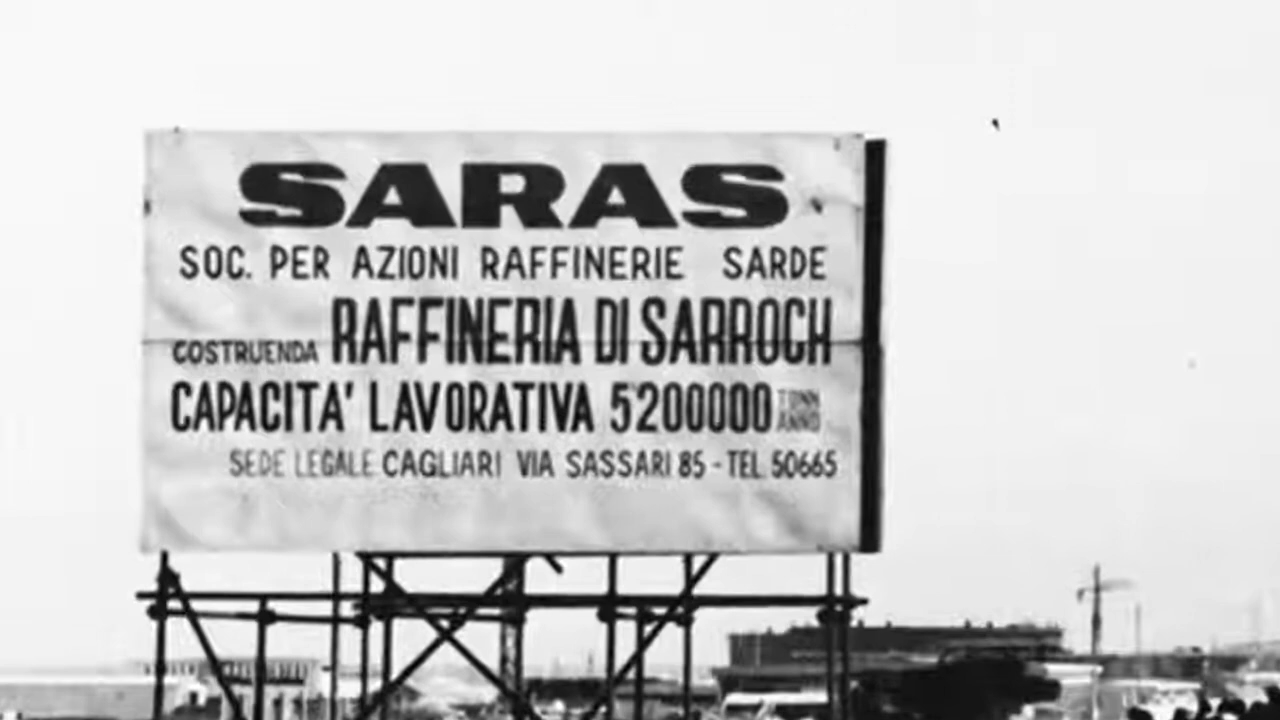 SARAS
SOC. PER AZIONI RAFFINERIE SARDE
COSTRUENDA RAFFINERIA DI SARROCH
CAPACITA' LAVORATIVA 5200000 TONN ANNO
SEDE LEGALE CAGLIARI VIA SASSARI 85 - TEL. 50665